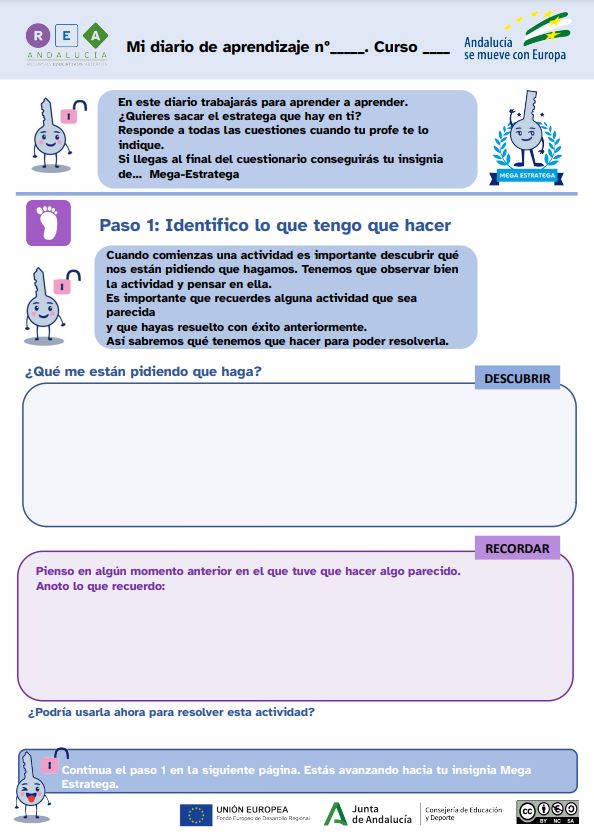 R E A
ANDALUCÍA
RECURSOS EDUCATIVOS ABIERTOS
Mi diario de aprendizaje nº_____. Curso ____
Andalucía
se mueve con Europa
En este diario trabajarás para aprender a aprender.
¿Quieres sacar el estratega que hay en ti?
Responde a todas las cuestiones cuando tu profe te lo
indique.
Si llegas al final del cuestionario conseguirás tu insignia
de... Mega-Estratega
MEGA ESTRATEGA
Paso 1: Identifico lo que tengo que hacer
Cuando comienzas una actividad es importante descubrir qué
nos están pidiendo que hagamos. Tenemos que observar bien
la actividad y pensar en ella.
Es importante que recuerdes alguna actividad que sea
parecida
y que hayas resuelto con éxito anteriormente.
Así sabremos qué tenemos que hacer para poder resolverla.
¿Qué me están pidiendo que haga?
DESCUBRIR
RECORDAR
Pienso en algún momento anterior en el que tuve que hacer algo parecido.
Anoto lo que recuerdo:
¿Podría usarla ahora para resolver esta actividad?
Continua el paso 1 en la siguiente página. Estás avanzando hacia tu insignia Mega
Estratega.
UNIÓN EUROPEA
Fondo Europeo de Desarrollo Regional
Junta
de Andalucía
Consejería de Educación
y Deporte
cc
BY NC SA